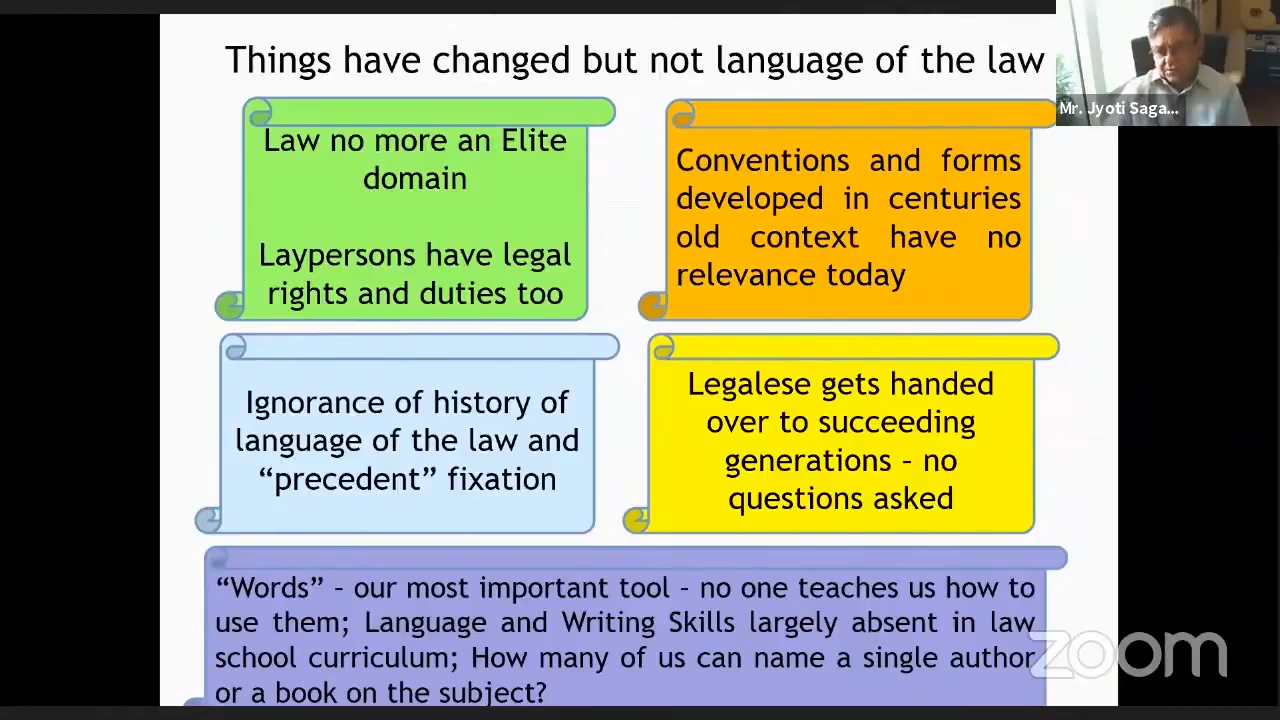 Things have changed but not language of the law
Mr. Jyoti Saga...
Law no more an Elite
domain
Laypersons have legal
rights and duties too
Conventions and forms
developed in centuries
old context have no
relevance today
Ignorance of history of
language of the law and
“precedent” fixation
Legalese gets handed
over to succeeding
generations – no
questions asked
“Words” – our most important tool – no one teaches us how to
use them; Language and Writing Skills largely absent in law
school curriculum; How many of us can name a single author
or a book on the subject?
zoom